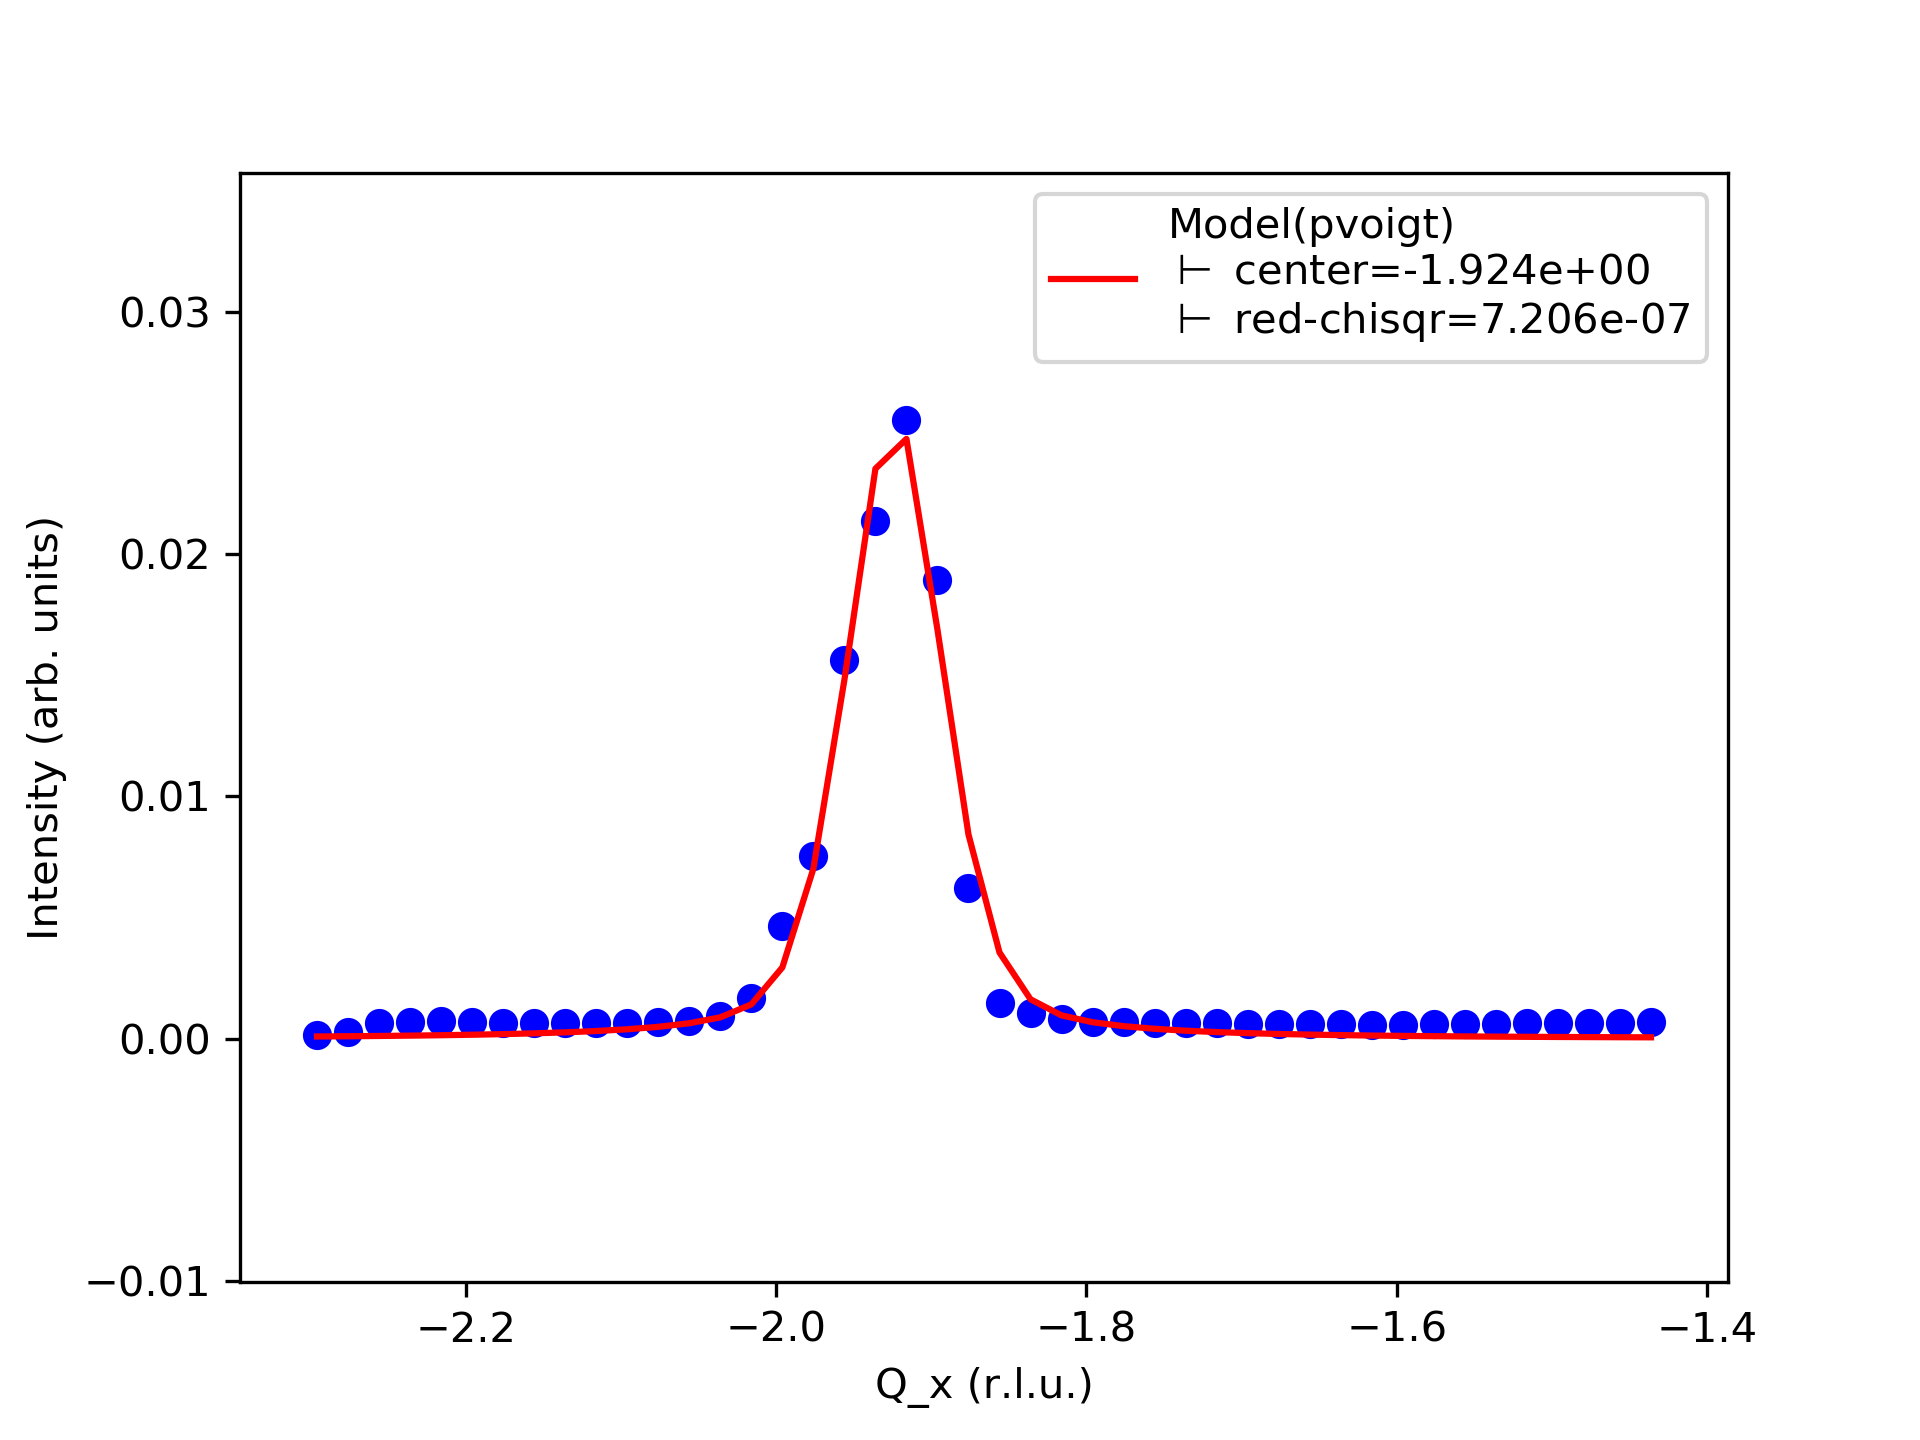 Model(pvoigt)
⊢ center=-1.924e+00
⊢ red-chisqr=7.206e-07
0.03
0.02
0.01
0.00
−0.01
Intensity (arb. units)
−2.2 −2.0 −1.8 −1.6 −1.4
Q_x (r.l.u.)